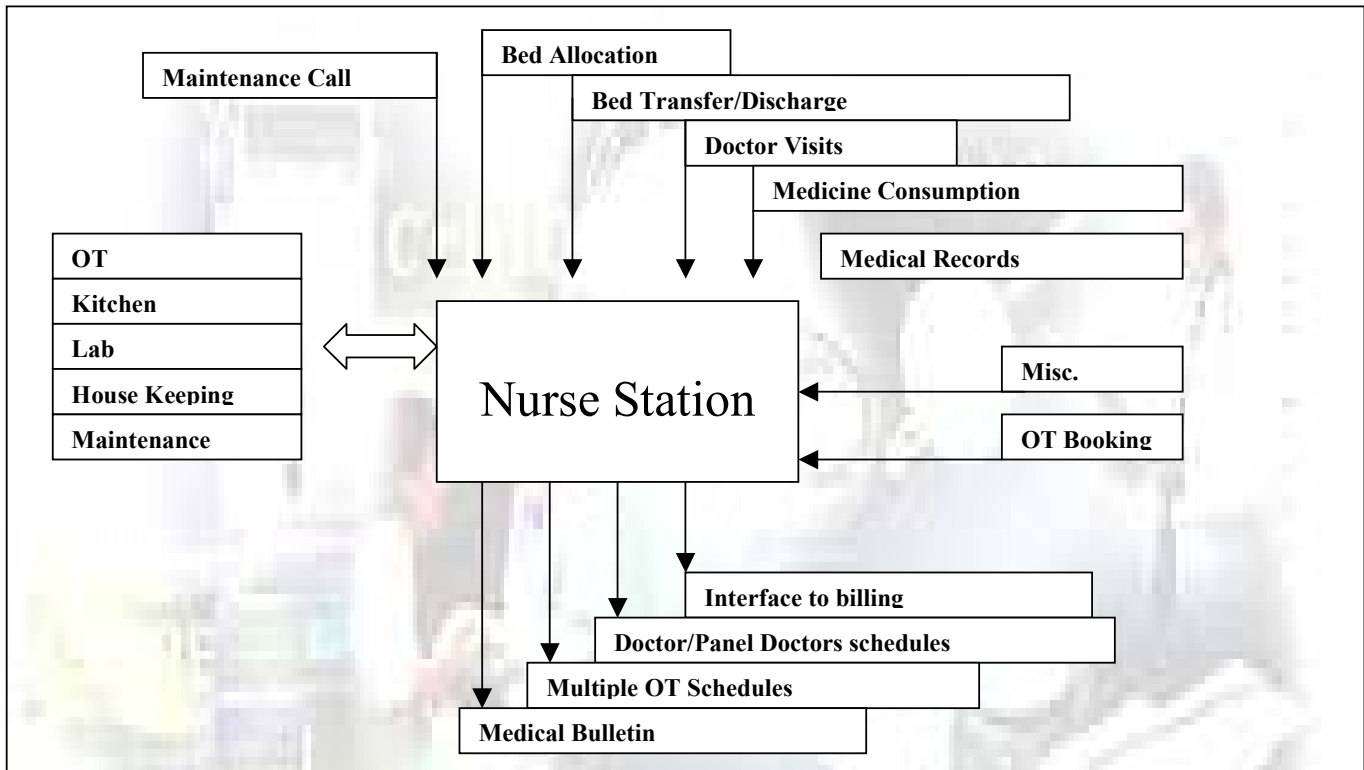 Bed Allocation
Maintenance Call
Bed Transfer/Discharge
Doctor Visits
Medicine Consumption
OT
Medical Records
Kitchen
Lab
House Keeping
Maintenance
Nurse Station
Misc.
OT Booking
Interface to billing
Doctor/Panel Doctors schedules
Multiple OT Schedules
Medical Bulletin